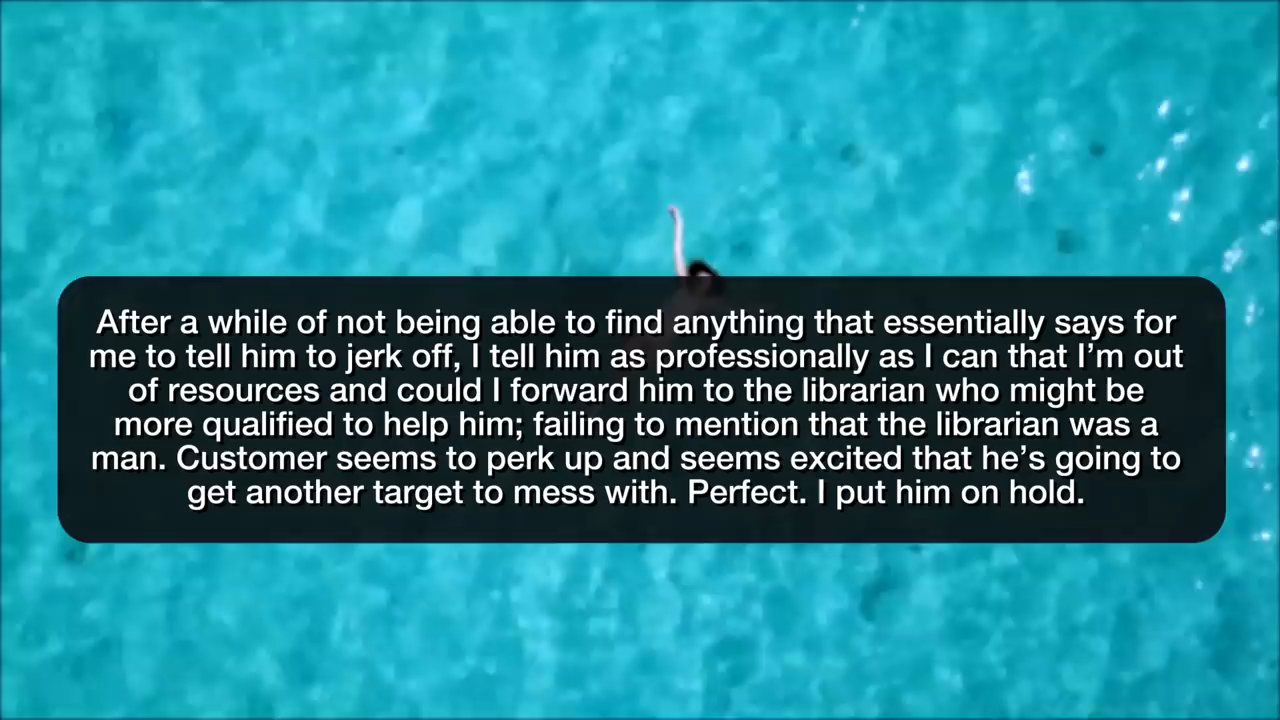 After a while of not being able to find anything that essentially says for
me to tell him to jerk off, I tell him as professionally as I can that I’m out
of resources and could I forward him to the librarian who might be
more qualified to help him; failing to mention that the librarian was a
man. Customer seems to perk up and seems excited that he’s going to
get another target to mess with. Perfect. I put him on hold.